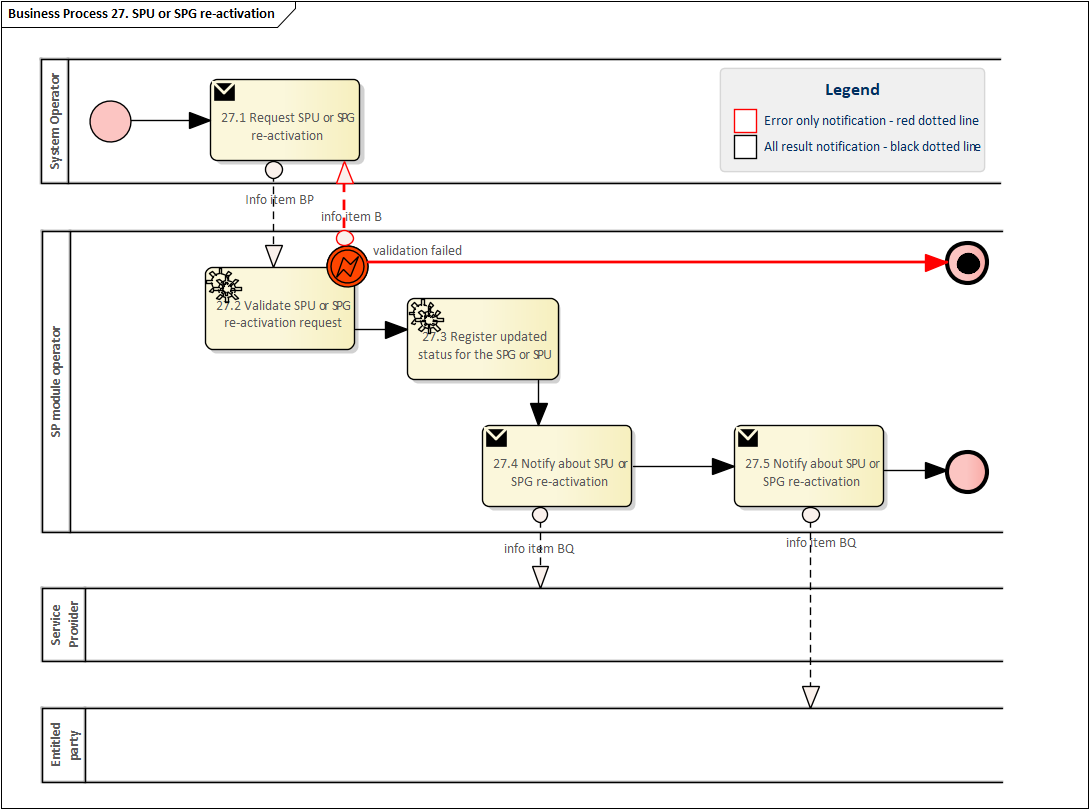 Business Process 27. SPU or SPG re-activation
System Operator
27.1 Request SPU or SPG
re-activation
Legend
Error only notification - red dotted line
All result notification - black dotted line
Info item BP
info item B
SP module operator
validation failed
27.2 Validate SPU or SPG
re-activation request
27.3 Register updated
status for the SPG or SPU
27.4 Notify about SPU or
SPG re-activation
27.5 Notify about SPU or
SPG re-activation
info item BQ
info item BQ
Service
Provider
Entitled
party